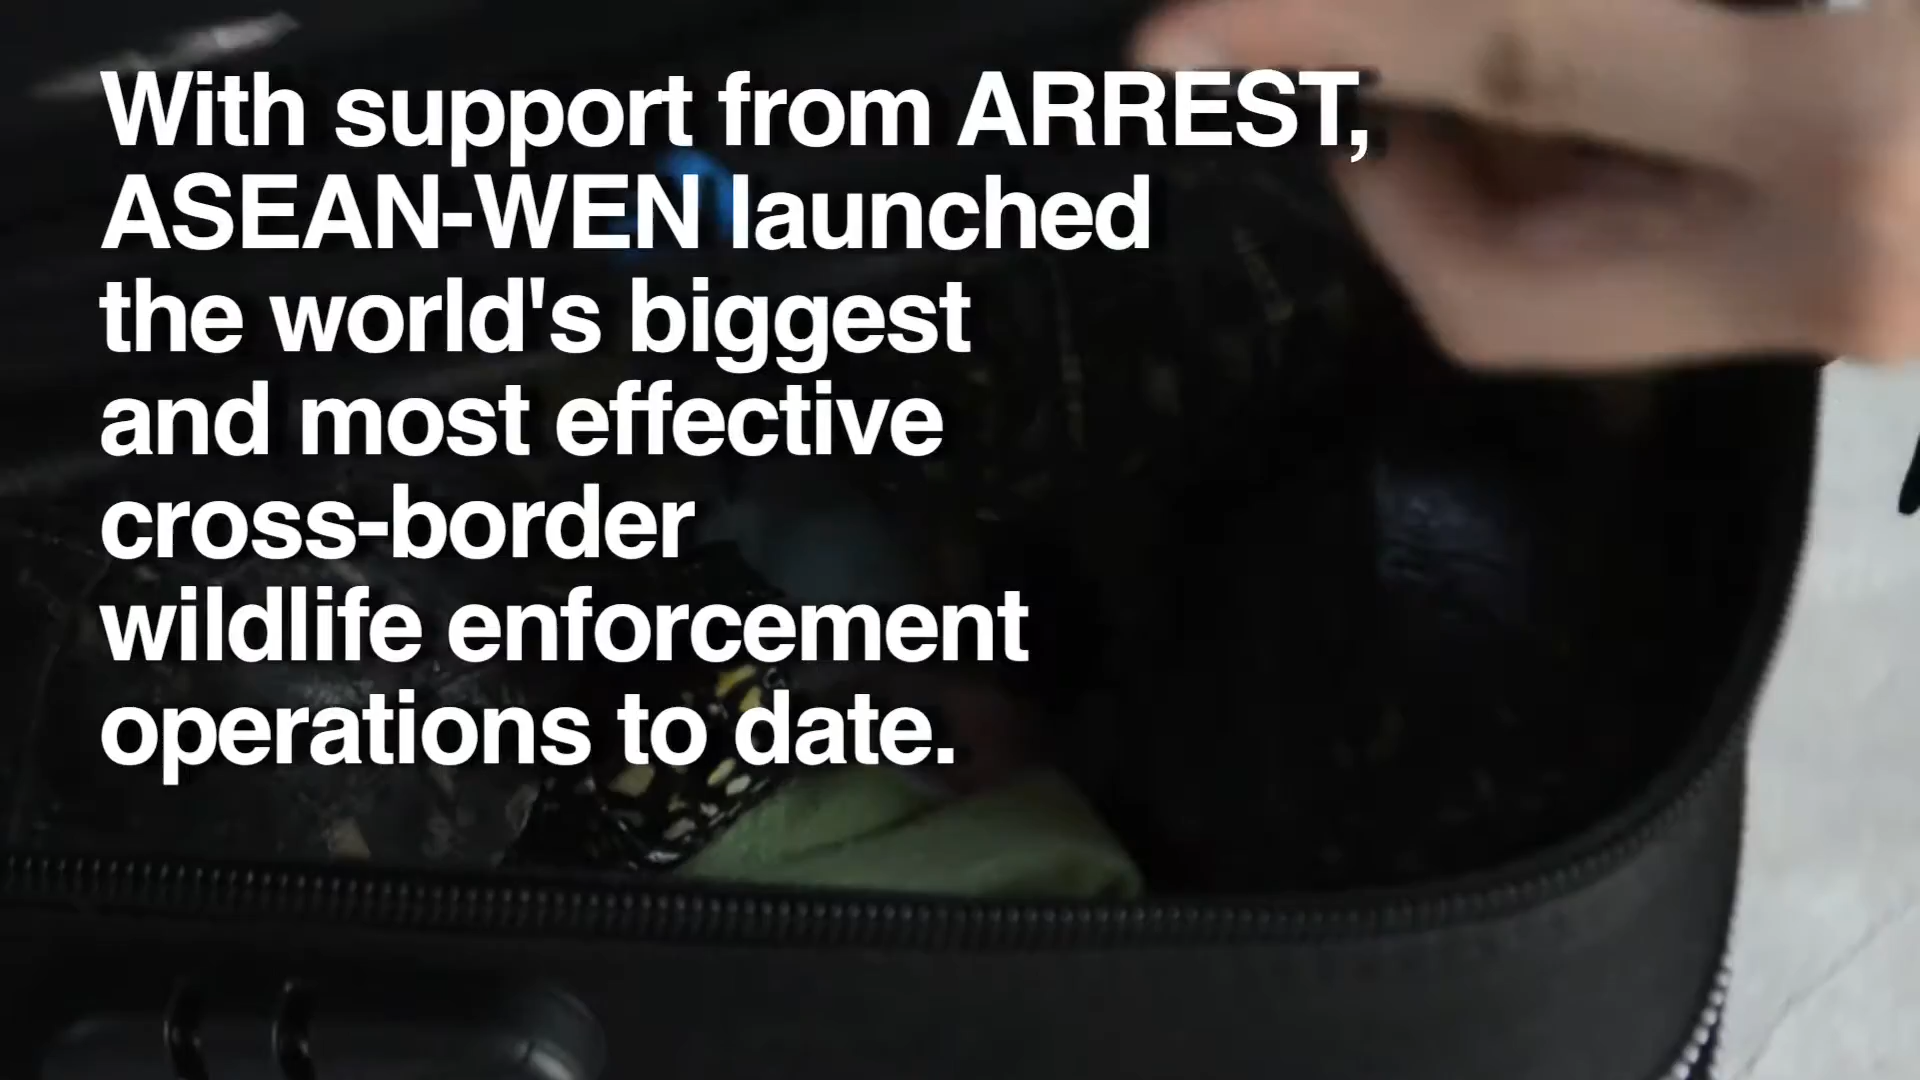 With support from ARREST,
ASEAN-WEN launched
the world's biggest
and most effective
cross-border
wildlife enforcement
operations to date.